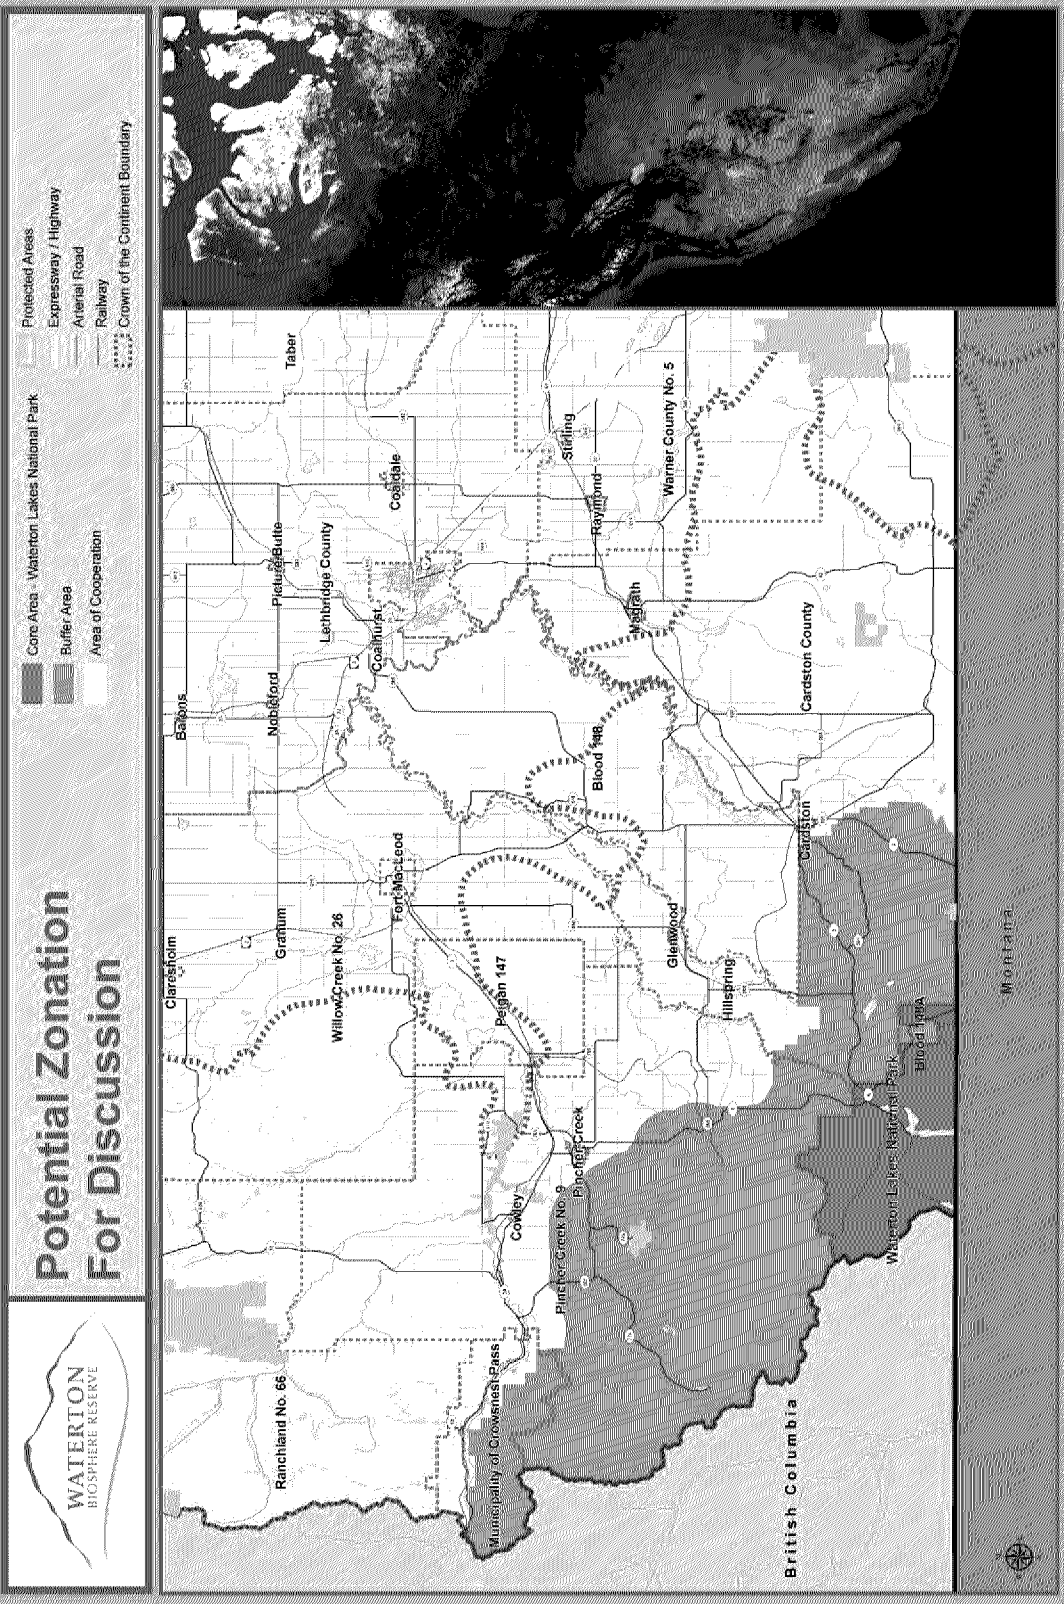 WATERTON
BIOSPHERE RESERVE
Potential Zonation
For Discussion
Core Area - Waterton Lakes National Park
Buffer Area
Area of Cooperation
Protected Areas
Expressway / Highway
Arterial Road
Railway
Crown of the Continent Boundary
Claresholm
Barons
Granum
Nobleford
Picture Butte
Taber
Ranchland No. 66
Willow Creek No. 26
Lethbridge County
Coalhurst
Coaldale
Fort MacLeod
Municipality of Crowsnest Pass
Cowley
Peigan 147
Pincher Creek No. 9
Pincher Creek
Blood 148
Raymond
Stirling
Magrath
Warner County No. 5
Glenwood
Hillspring
Cardston
Cardston County
British Columbia
Waterton Lakes National Park
Blood 148A
Montana